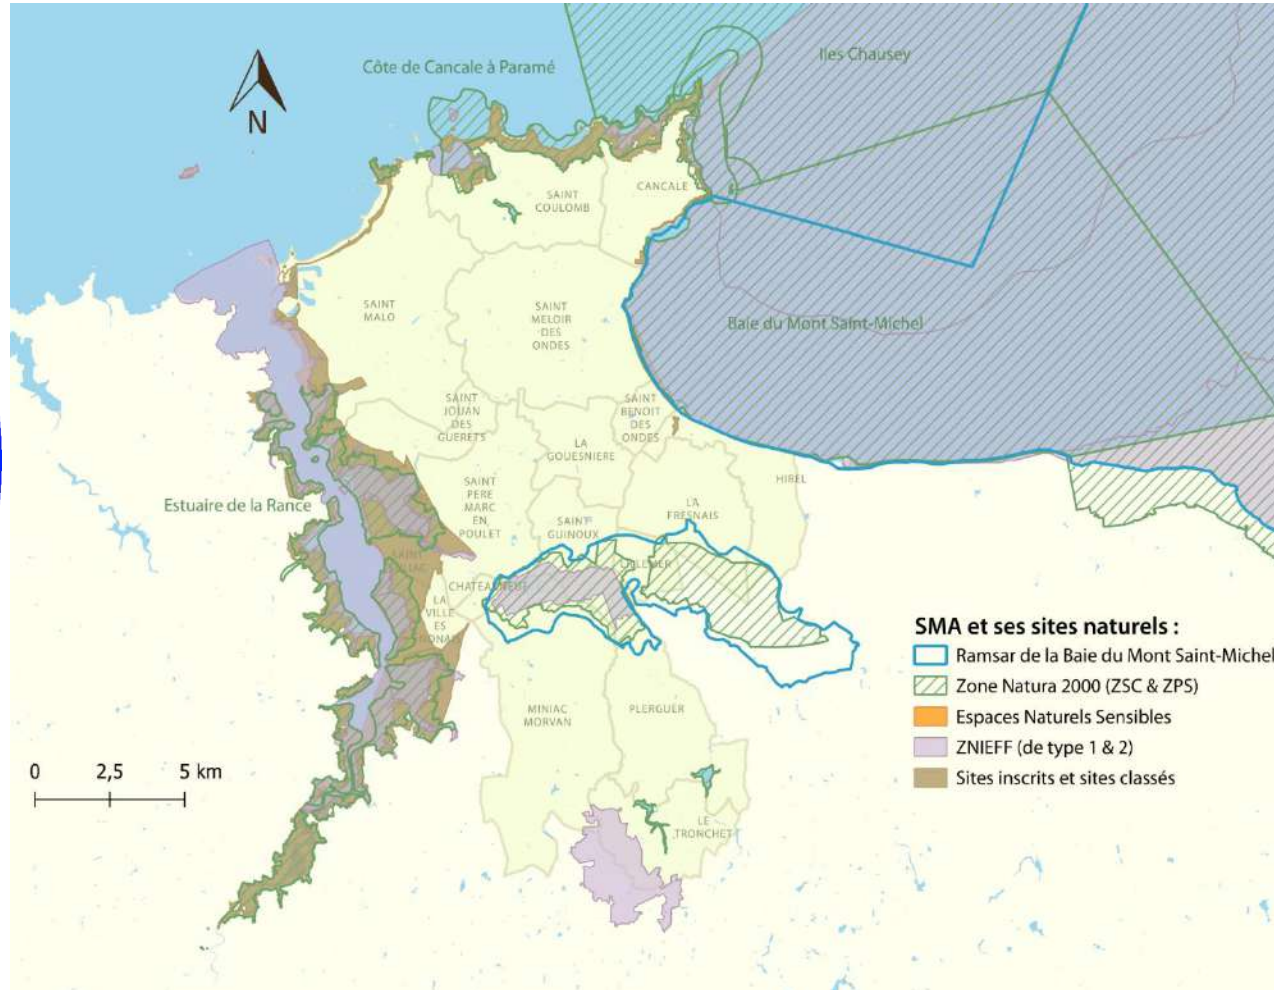 Côte de Cancale à Paramé
Iles Chausey
N
CANCALE
SAINT
COULOMB
SAINT
MALO
SAINT
MELOIR
DES
ONDES
Baie du Mont Saint-Michel
SAINT
JOUAN
DES
GUERETS
SAINT
BENOIT
DES
ONDES
LA
GOUESNIERE
HIREL
Estuaire de la Rance
SAINT
PERE
MARC
EN
POULET
LA
FRESNAIS
SAINT
GUINOUX
SAINT
CHATEAUNEUF
LA
VILLE
ES
NONAIS
SMA et ses sites naturels :
Ramsar de la Baie du Mont Saint-Michel
Zone Natura 2000 (ZSC & ZPS)
Espaces Naturels Sensibles
ZNIEFF (de type 1 & 2)
Sites inscrits et sites classés
MINIAC
MORVAN
PLERGUER
0 2,5 5 km
LE
TRONCHET